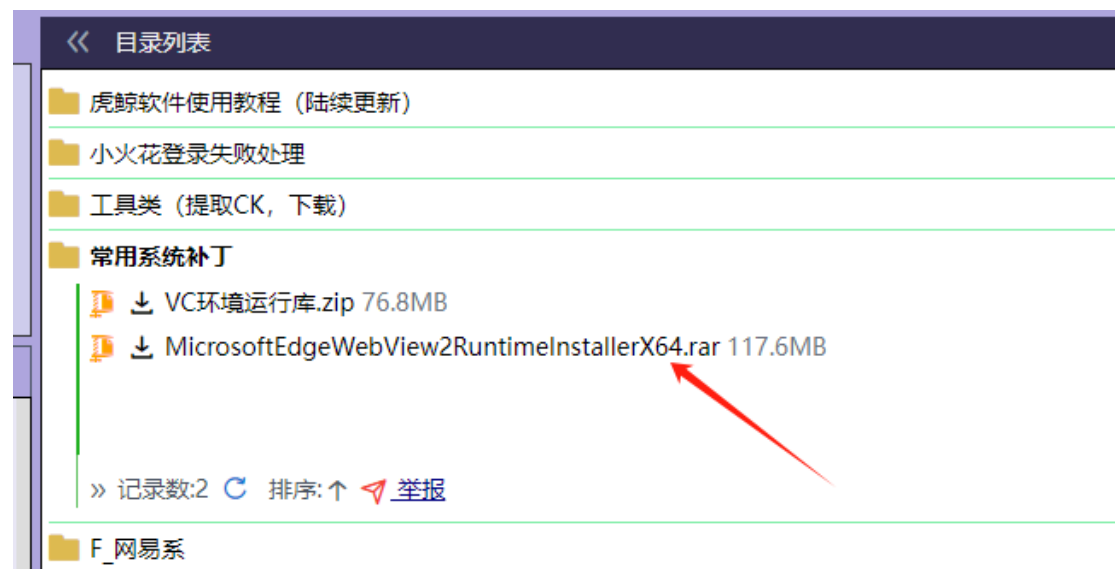 目录列表
虎鲸软件使用教程（陆续更新）
小火花登录失败处理
工具类（提取CK，下载）
常用系统补丁
VC环境运行库.zip 76.8MB
MicrosoftEdgeWebView2RuntimeInstallerX64.rar 117.6MB
» 记录数:2 排序:↑ 举报
F_网易系